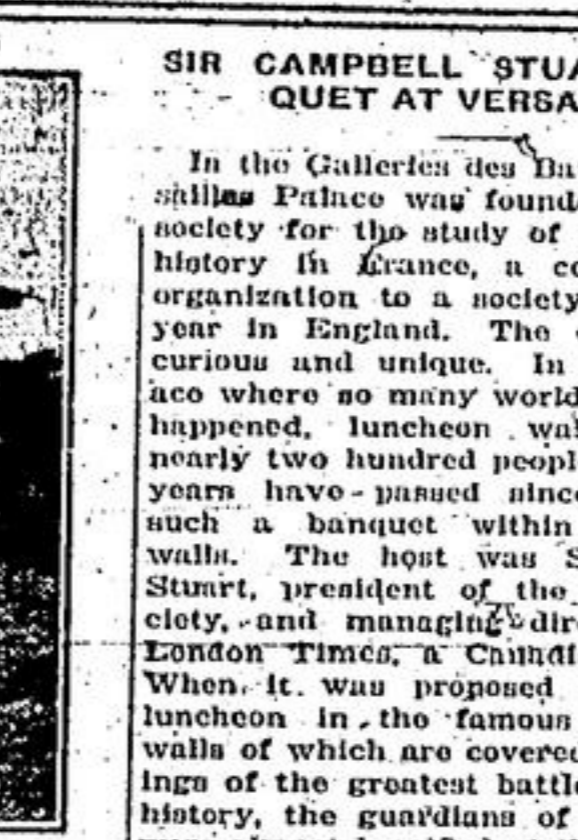 SIR CAMPBELL STUA
QUET AT VERSA
In the Galleries des Ba
sailles Palace was found
society for the study of
history in France, a co
organization to a society
year in England. The
curious and unique. In
ace where so many world
happened, luncheon wa
nearly two hundred peopl
years have passed since
such a banquet within
walls. The host was S
Stuart, president of the
ciety, and managing dir
London Times, a Canadi
When it was proposed
luncheon in the famous
walls of which are covere
ings of the greatest battle
history, the guardians of